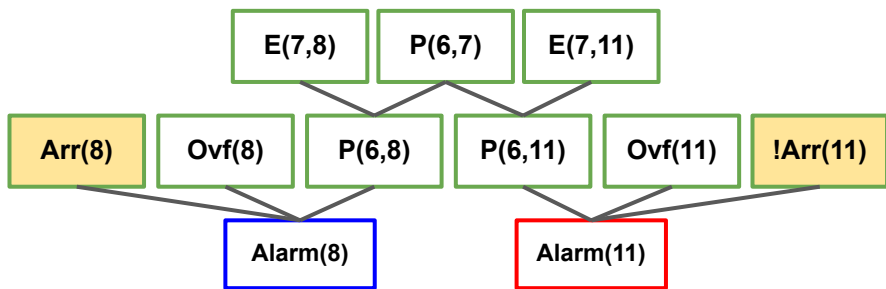 E(7,8) P(6,7) E(7,11)
Arr(8) Ovf(8) P(6,8) P(6,11) Ovf(11) !Arr(11)
Alarm(8) Alarm(11)